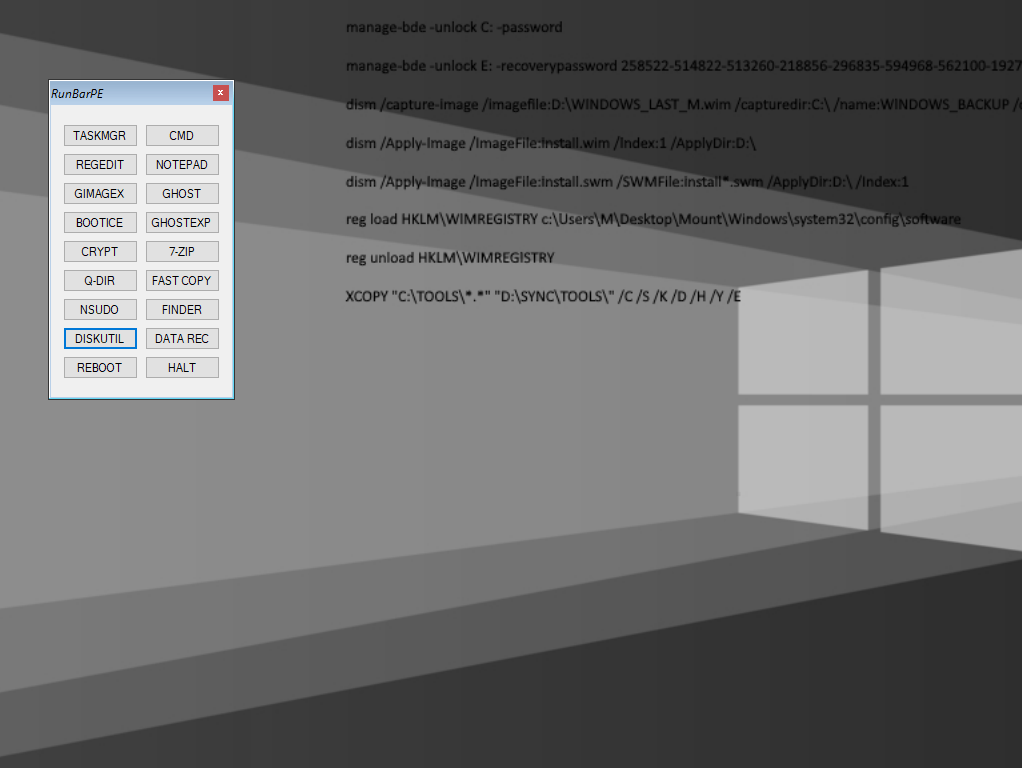 manage-bde -unlock C: -password
manage-bde -unlock E: -recoverypassword 258522-514822-513260-218856-296835-594968-562100-1927
dism /capture-image /imagefile:D:\WINDOWS_LAST_M.wim /capturedir:C:\ /name:WINDOWS_BACKUP
dism /Apply-Image /ImageFile:install.wim /Index:1 /ApplyDir:D:\
dism /Apply-Image /ImageFile:install.swm /SWMFile:install*.swm /ApplyDir:D:\ /Index:1
reg load HKLM\WIMREGISTRY c:\Users\M\Desktop\Mount\Windows\system32\config\software
reg unload HKLM\WIMREGISTRY
XCOPY "C:\TOOLS\*.*" "D:\SYNC\TOOLS\" /C /S /K /D /H /Y /E
RunBarPE
TASKMGR CMD
REGEDIT NOTEPAD
GIMAGEX GHOST
BOOTICE GHOSTEXP
CRYPT 7-ZIP
Q-DIR FAST COPY
NSUDO FINDER
DISKUTIL DATA REC
REBOOT HALT